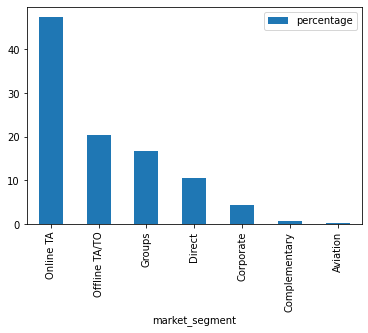 percentage
40
30
20
10
0
Online TA
Offline TA/TO
Groups
Direct
Corporate
Complementary
Aviation
market_segment